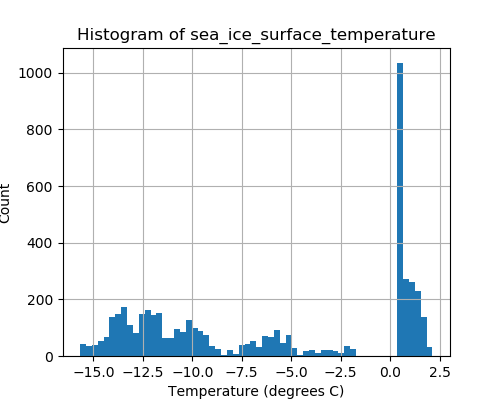 Histogram of sea_ice_surface_temperature
1000
800
600
400
200
0
Count
−15.0 −12.5 −10.0 −7.5 −5.0 −2.5 0.0 2.5
Temperature (degrees C)